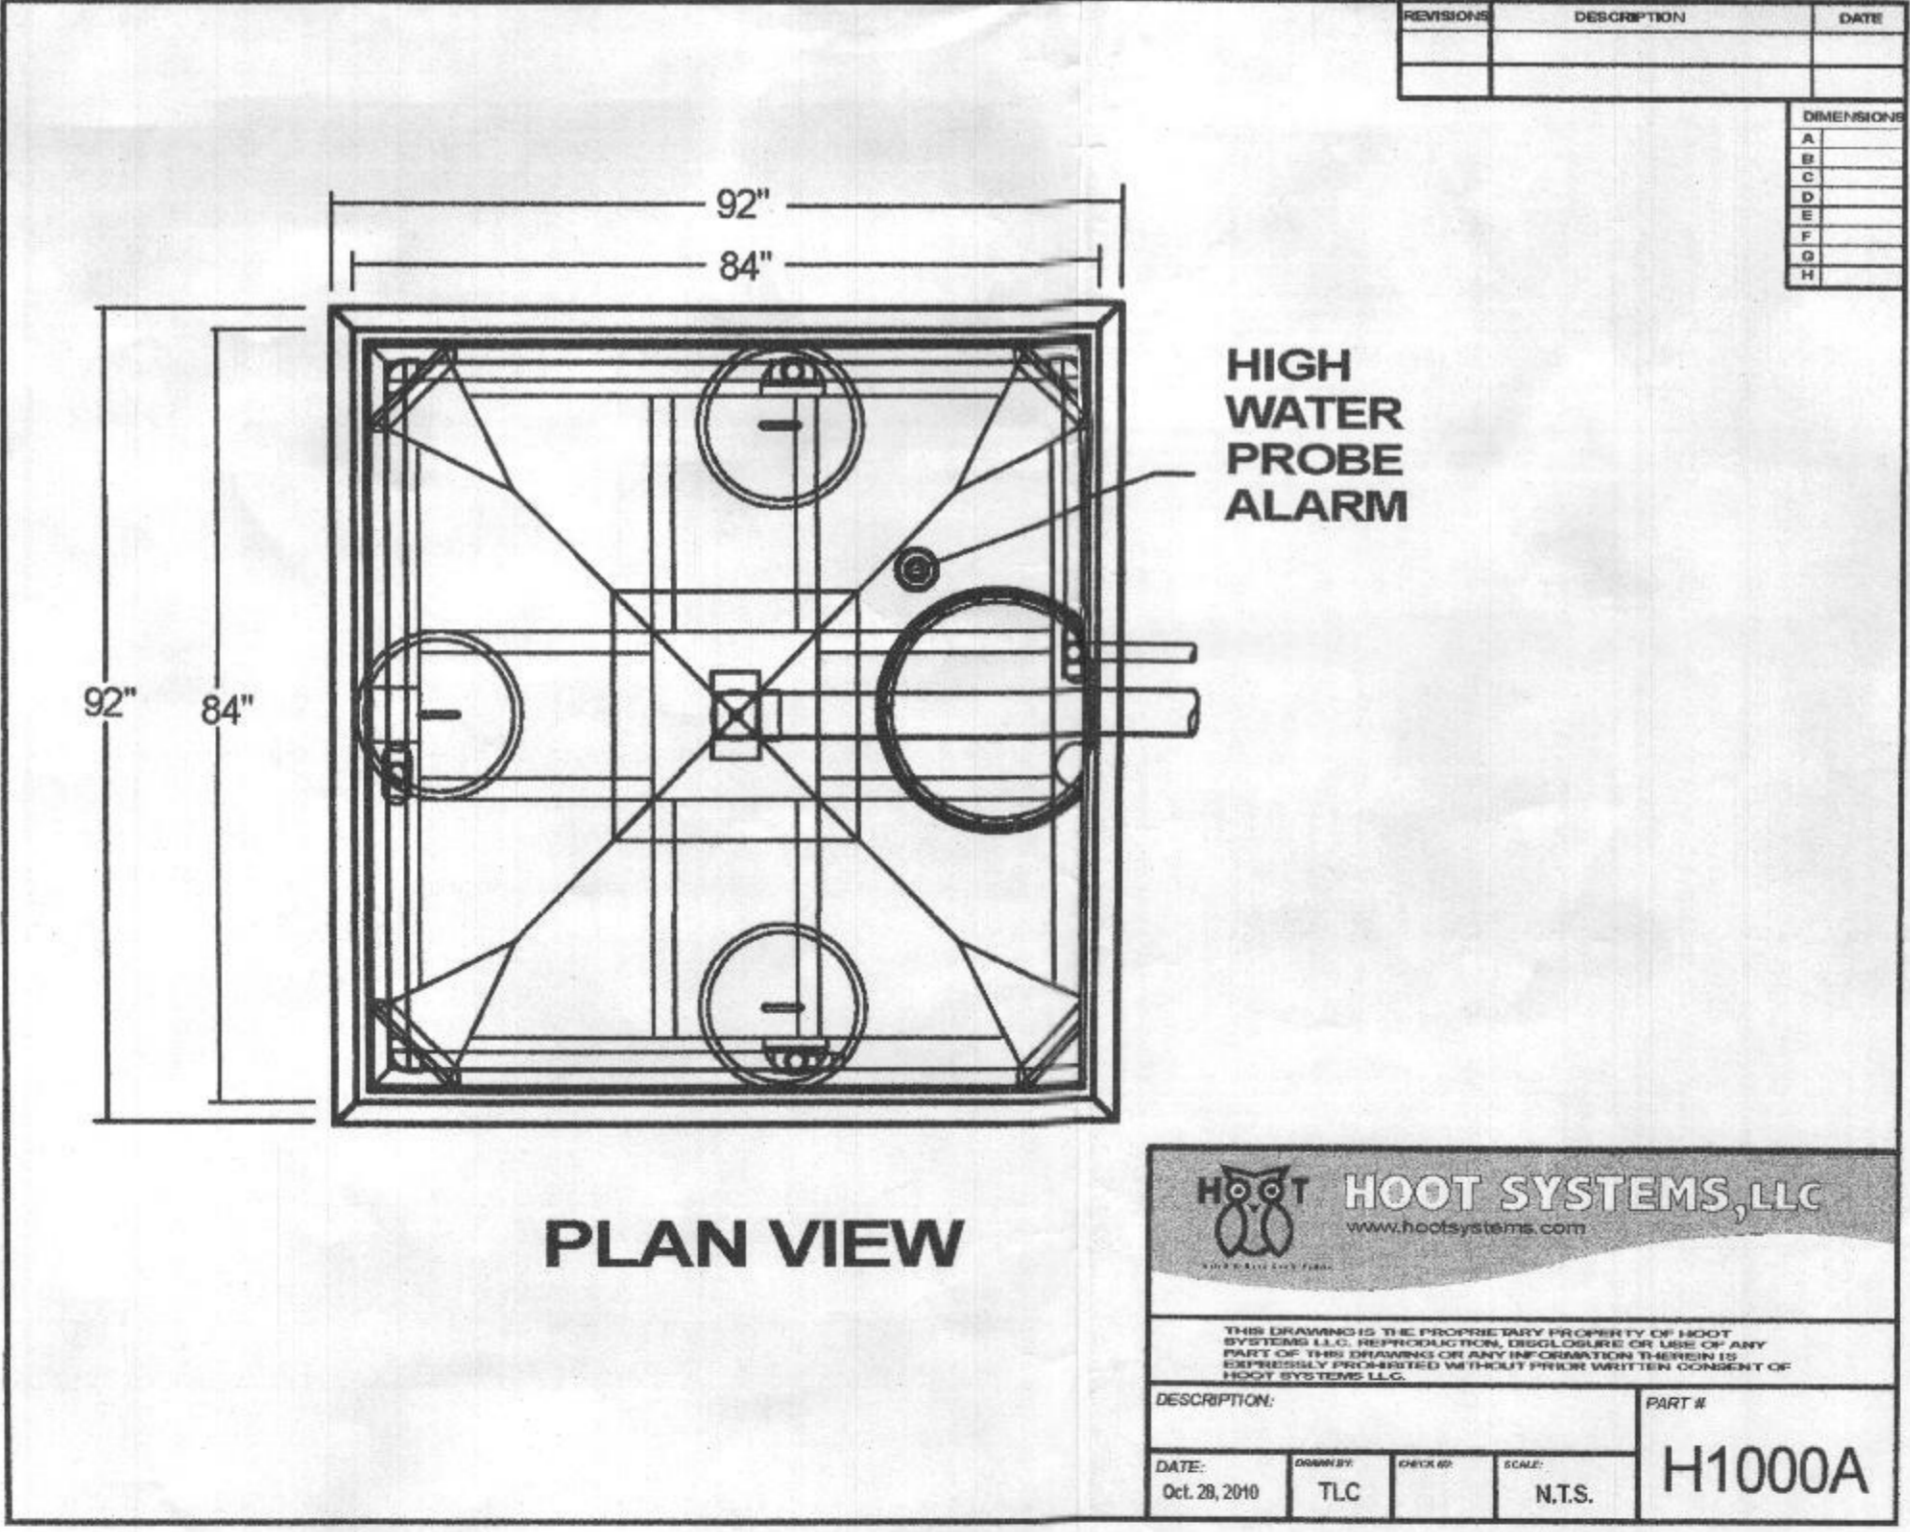 REVISIONS DESCRIPTION DATE
DIMENSIONS
A
B
C
D
E
F
G
H
92"
84"
92"
84"
HIGH
WATER
PROBE
ALARM
PLAN VIEW
HOOT
HOOT SYSTEMS, LLC
www.hootsystems.com
THIS DRAWING IS THE PROPRIETARY PROPERTY OF HOOT
SYSTEMS LLC. REPRODUCTION, DISCLOSURE OR USE OF ANY
PART OF THIS DRAWING OR ANY INFORMATION THEREIN IS
EXPRESSLY PROHIBITED WITHOUT PRIOR WRITTEN CONSENT OF
HOOT SYSTEMS LLC.
DESCRIPTION:
PART #
H1000A
DATE:
Oct. 28, 2010
DRAWN BY:
TLC
SCALE:
N.T.S.